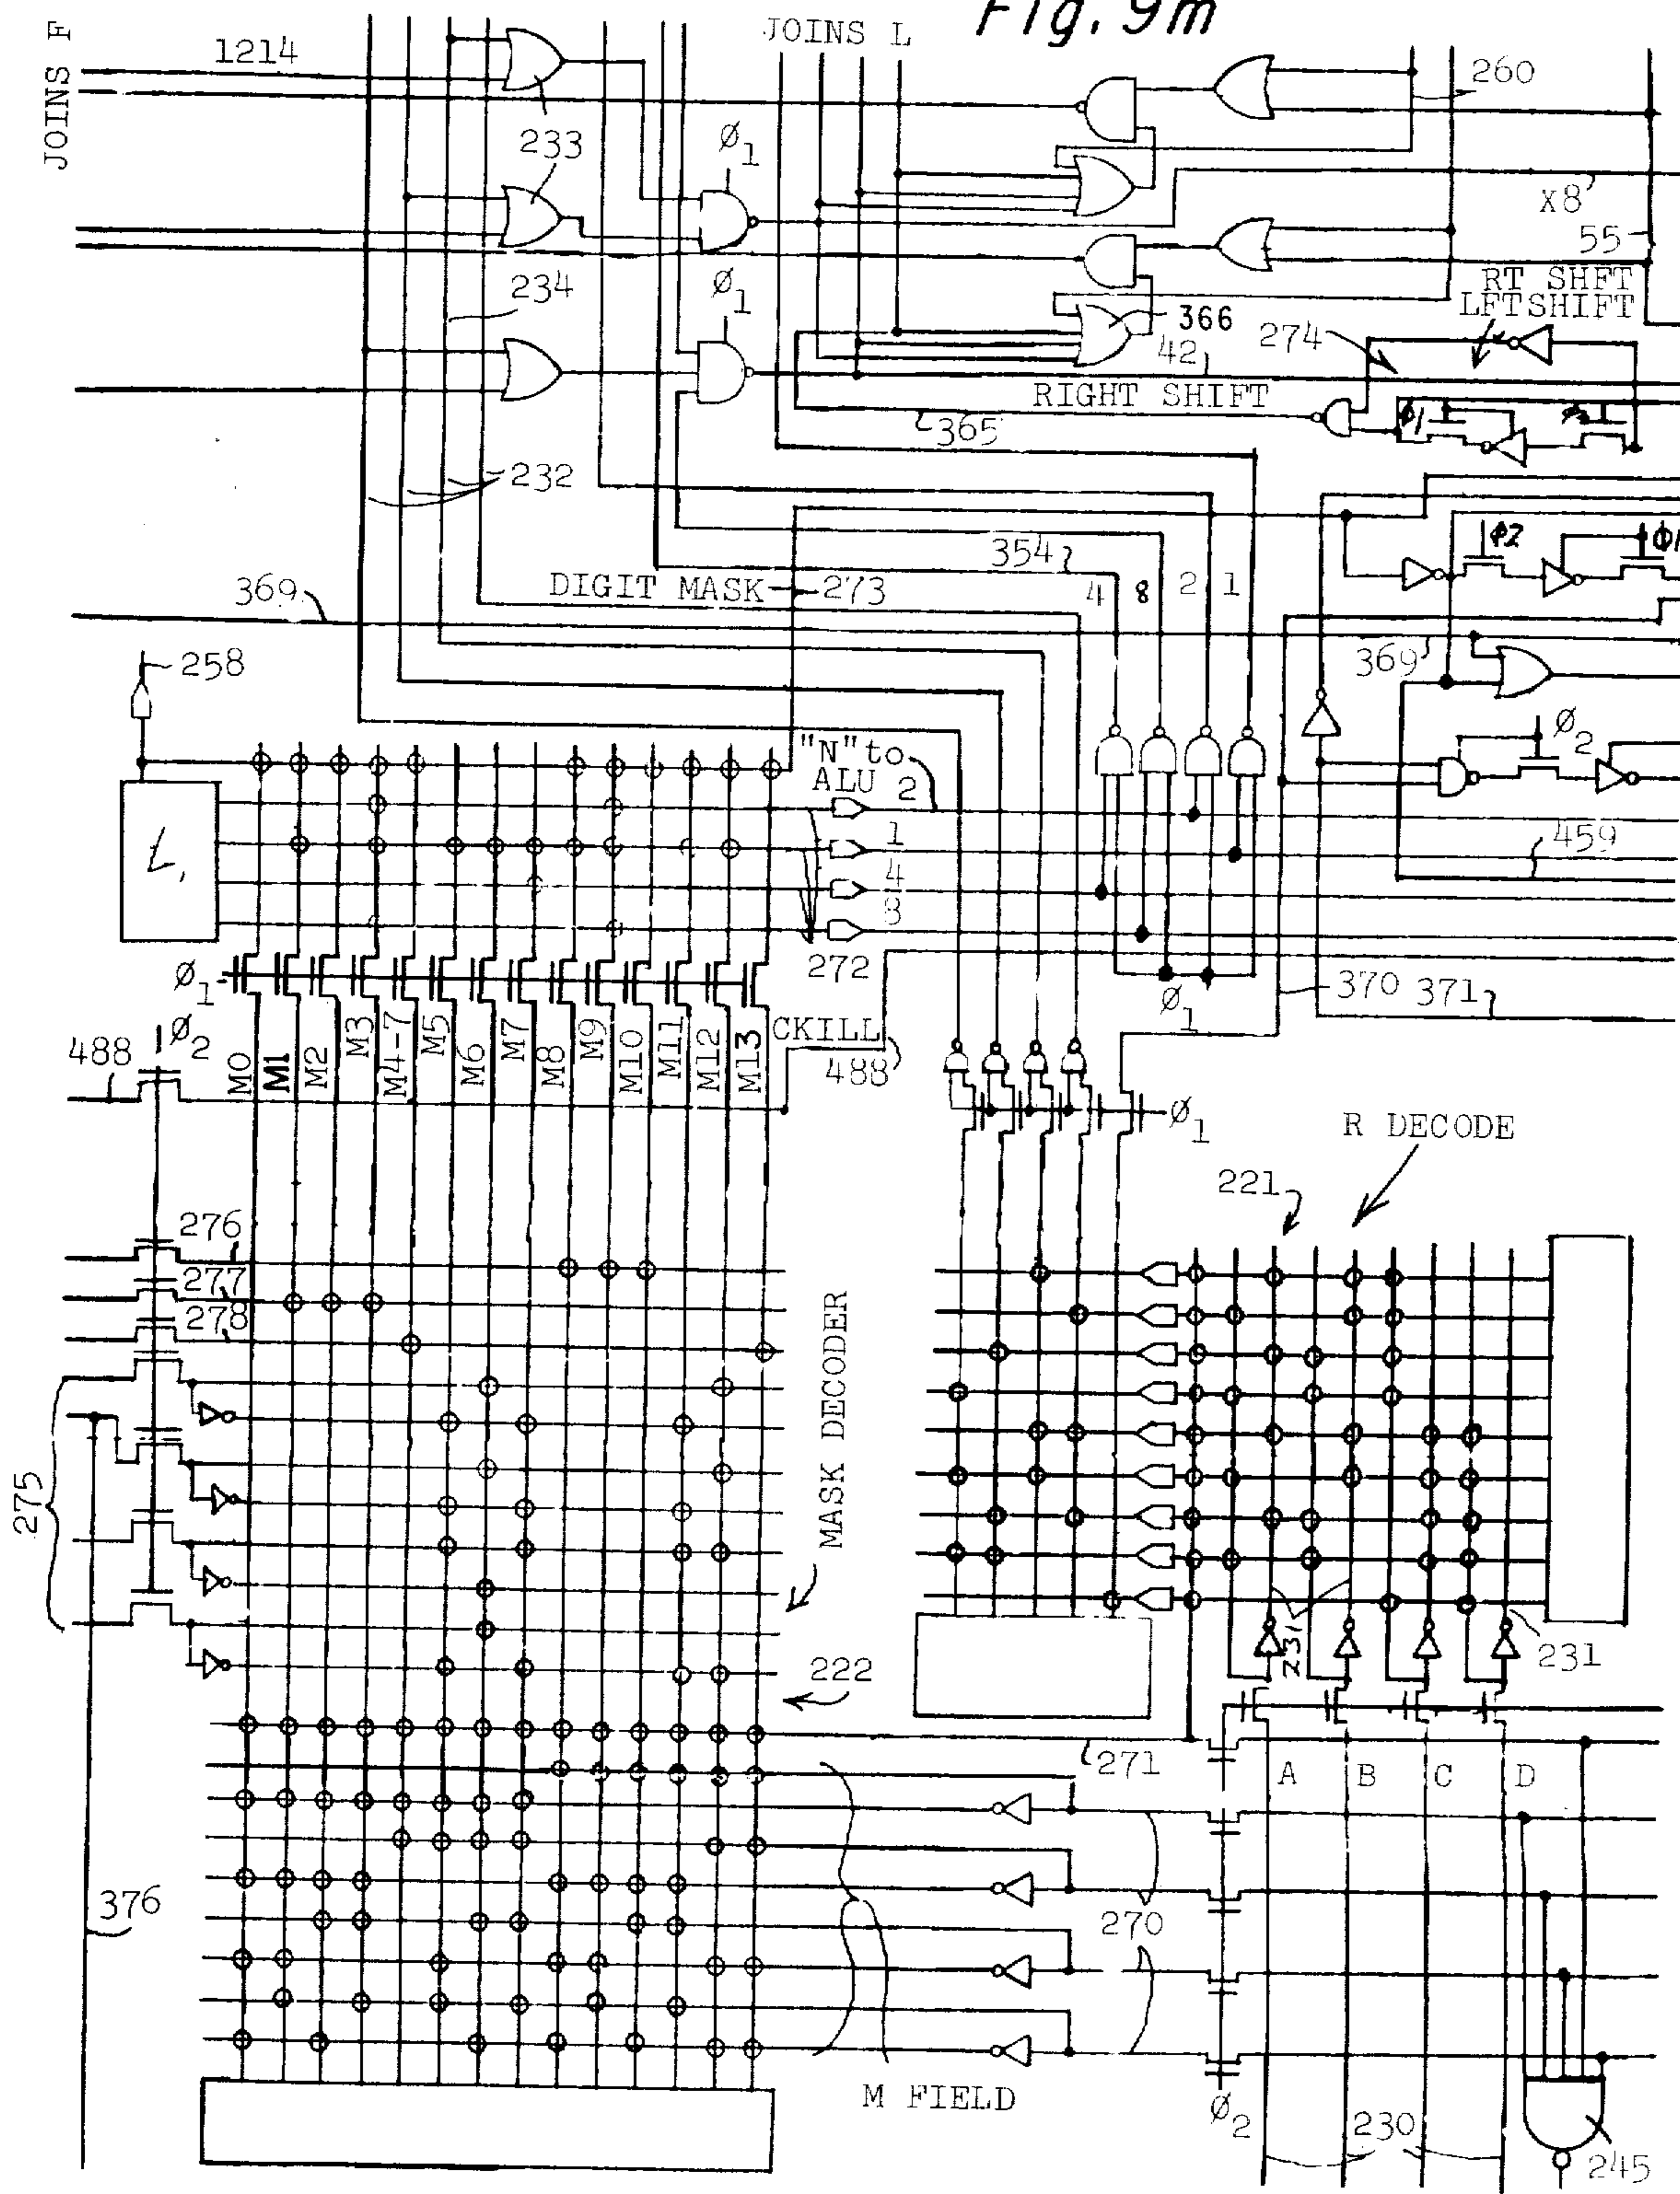 Fig. 9m
JOINS F
1214
JOINS L
260
233
Ø1
X8
55
234
Ø1
366
RT SHFT
LFTSHIFT
42
274
RIGHT SHIFT
365
φ1
232
φ2
φ1
354
DIGIT MASK
273
4
8
2
1
369
369
258
"N" to
ALU
2
Ø2
1
459
4
8
L
272
Ø1
Ø1
370
371
Ø2
488
M0
M1
M2
M3
M4-7
M5
M6
M7
M8
M9
M10
M11
M12
M13
CKILL
488
Ø1
R DECODE
221
276
277
278
MASK DECODER
275
231
231
222
271
A
B
C
D
376
270
M FIELD
Ø2
230
245